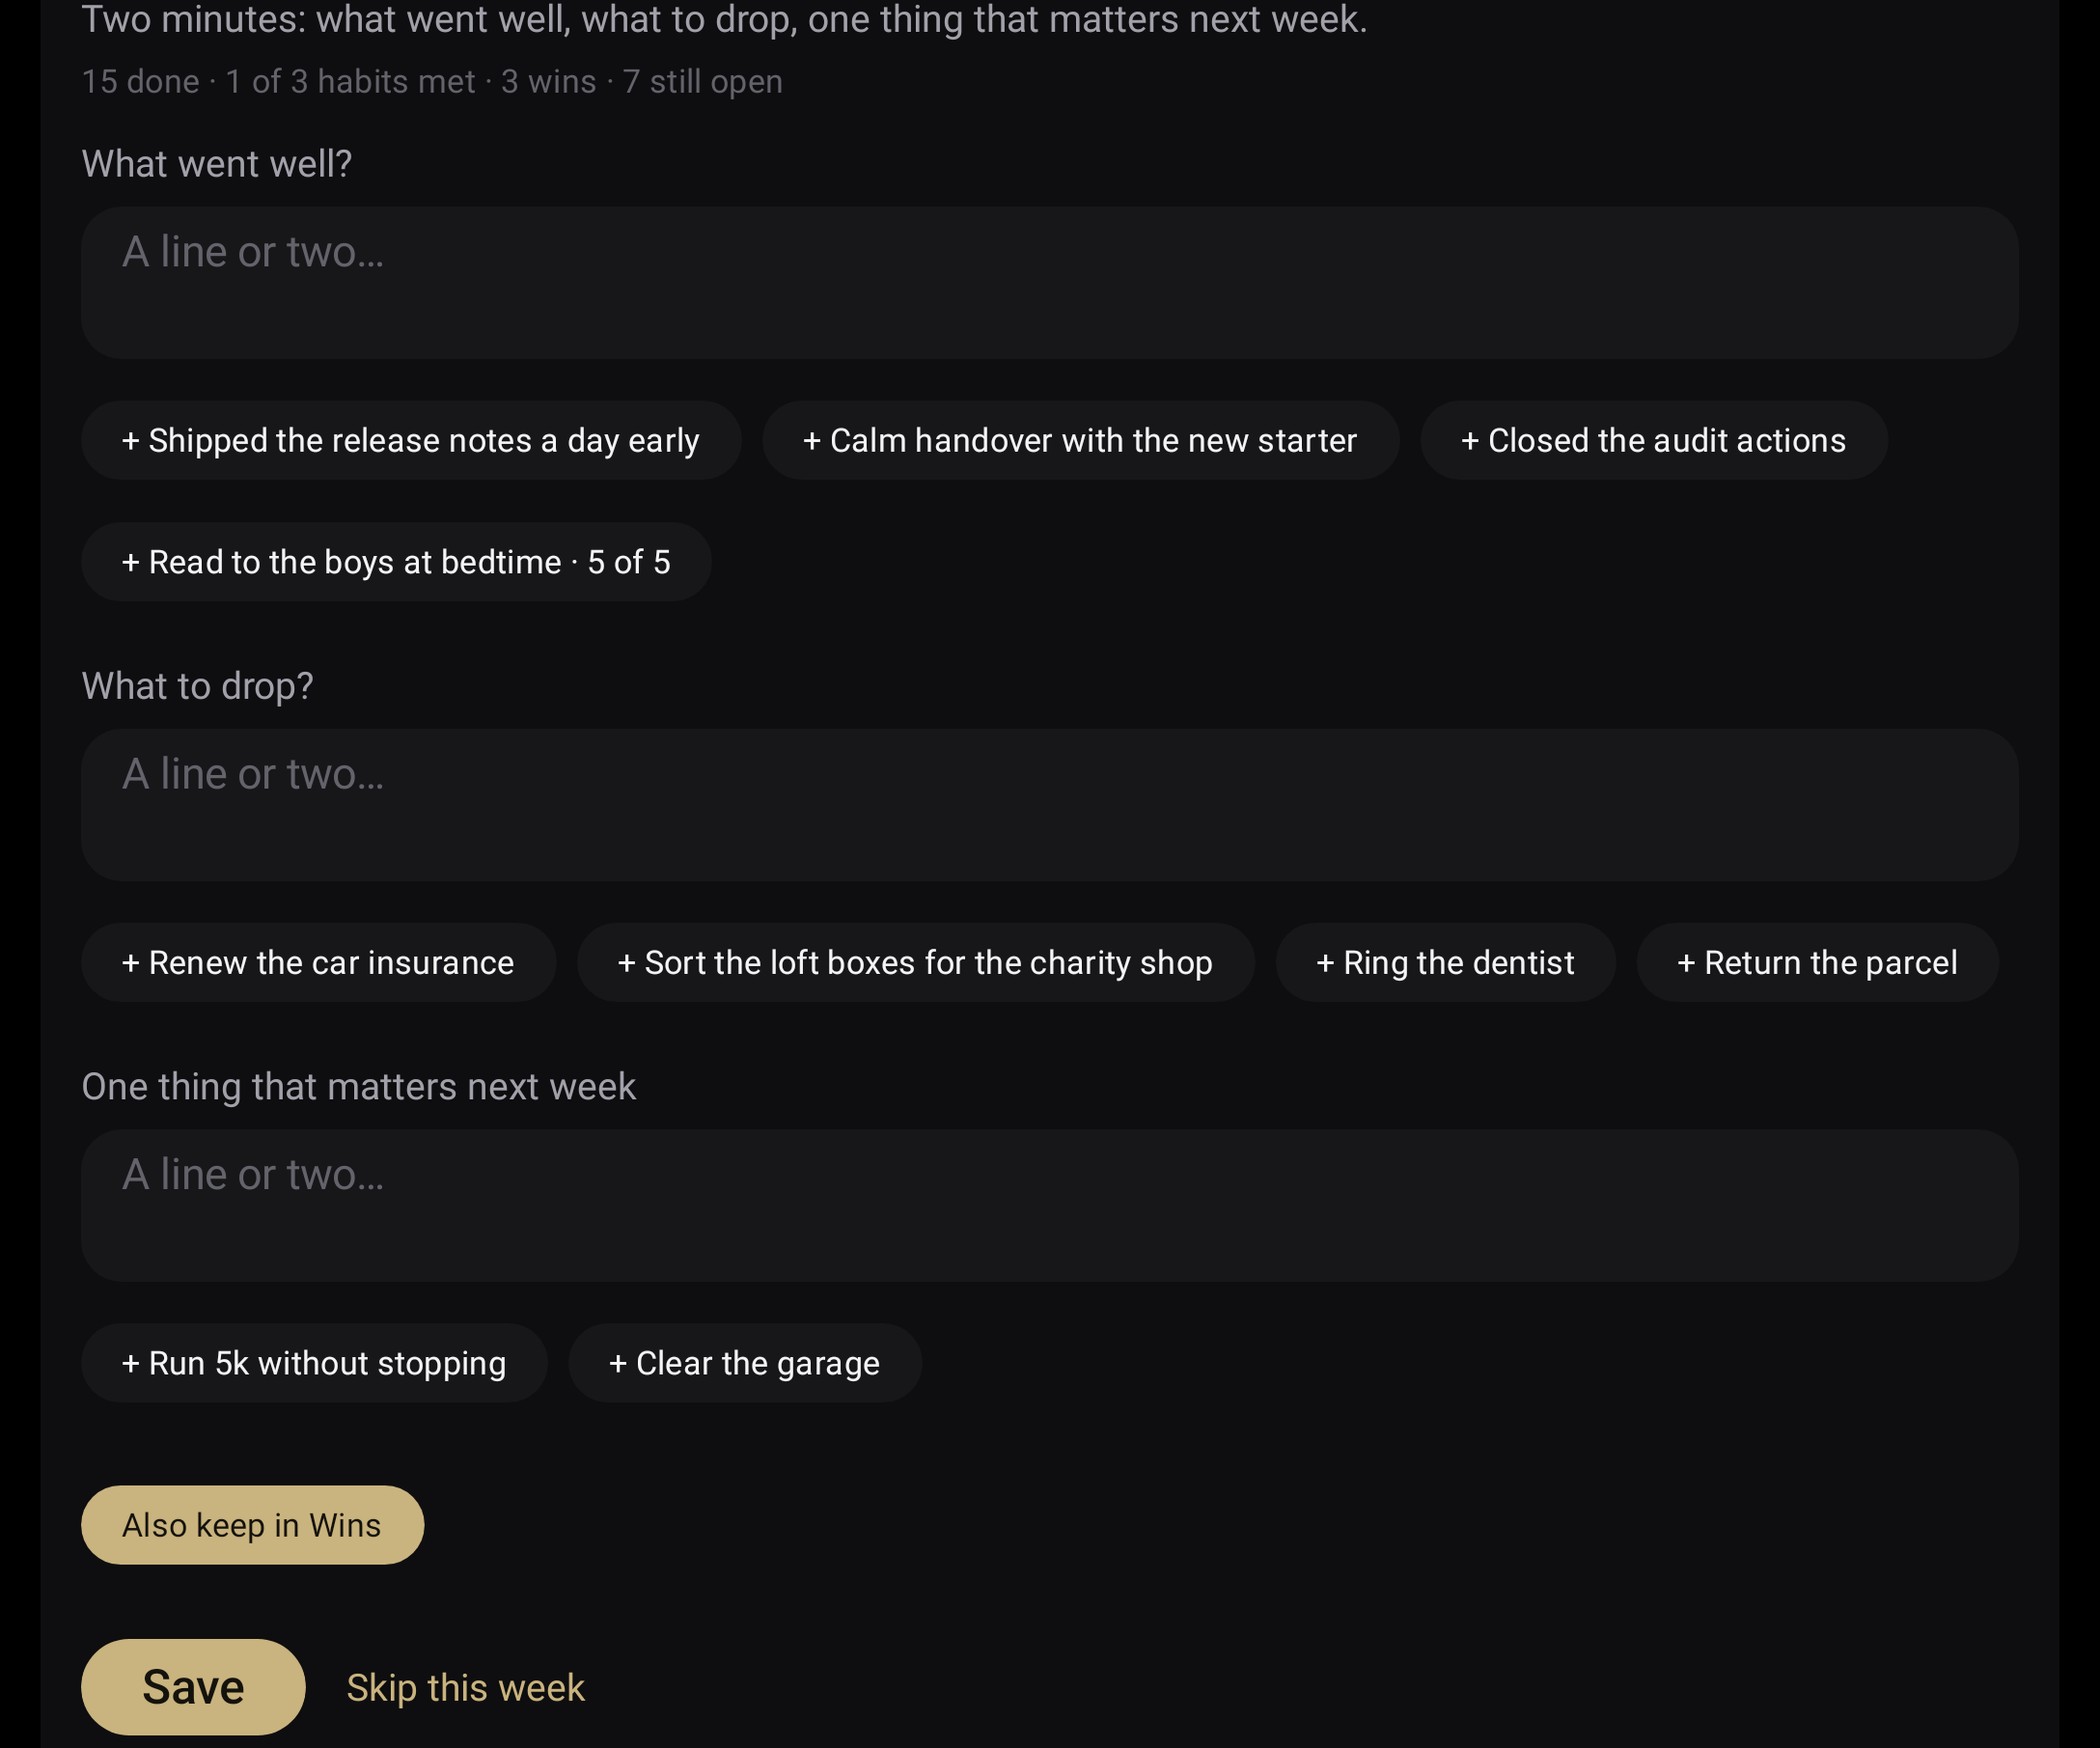 Two minutes: what went well, what to drop, one thing that matters next week.
15 done · 1 of 3 habits met · 3 wins · 7 still open
What went well?
A line or two…
+ Shipped the release notes a day early
+ Calm handover with the new starter
+ Closed the audit actions
+ Read to the boys at bedtime · 5 of 5
What to drop?
A line or two…
+ Renew the car insurance
+ Sort the loft boxes for the charity shop
+ Ring the dentist
+ Return the parcel
One thing that matters next week
A line or two…
+ Run 5k without stopping
+ Clear the garage
Also keep in Wins
Save
Skip this week